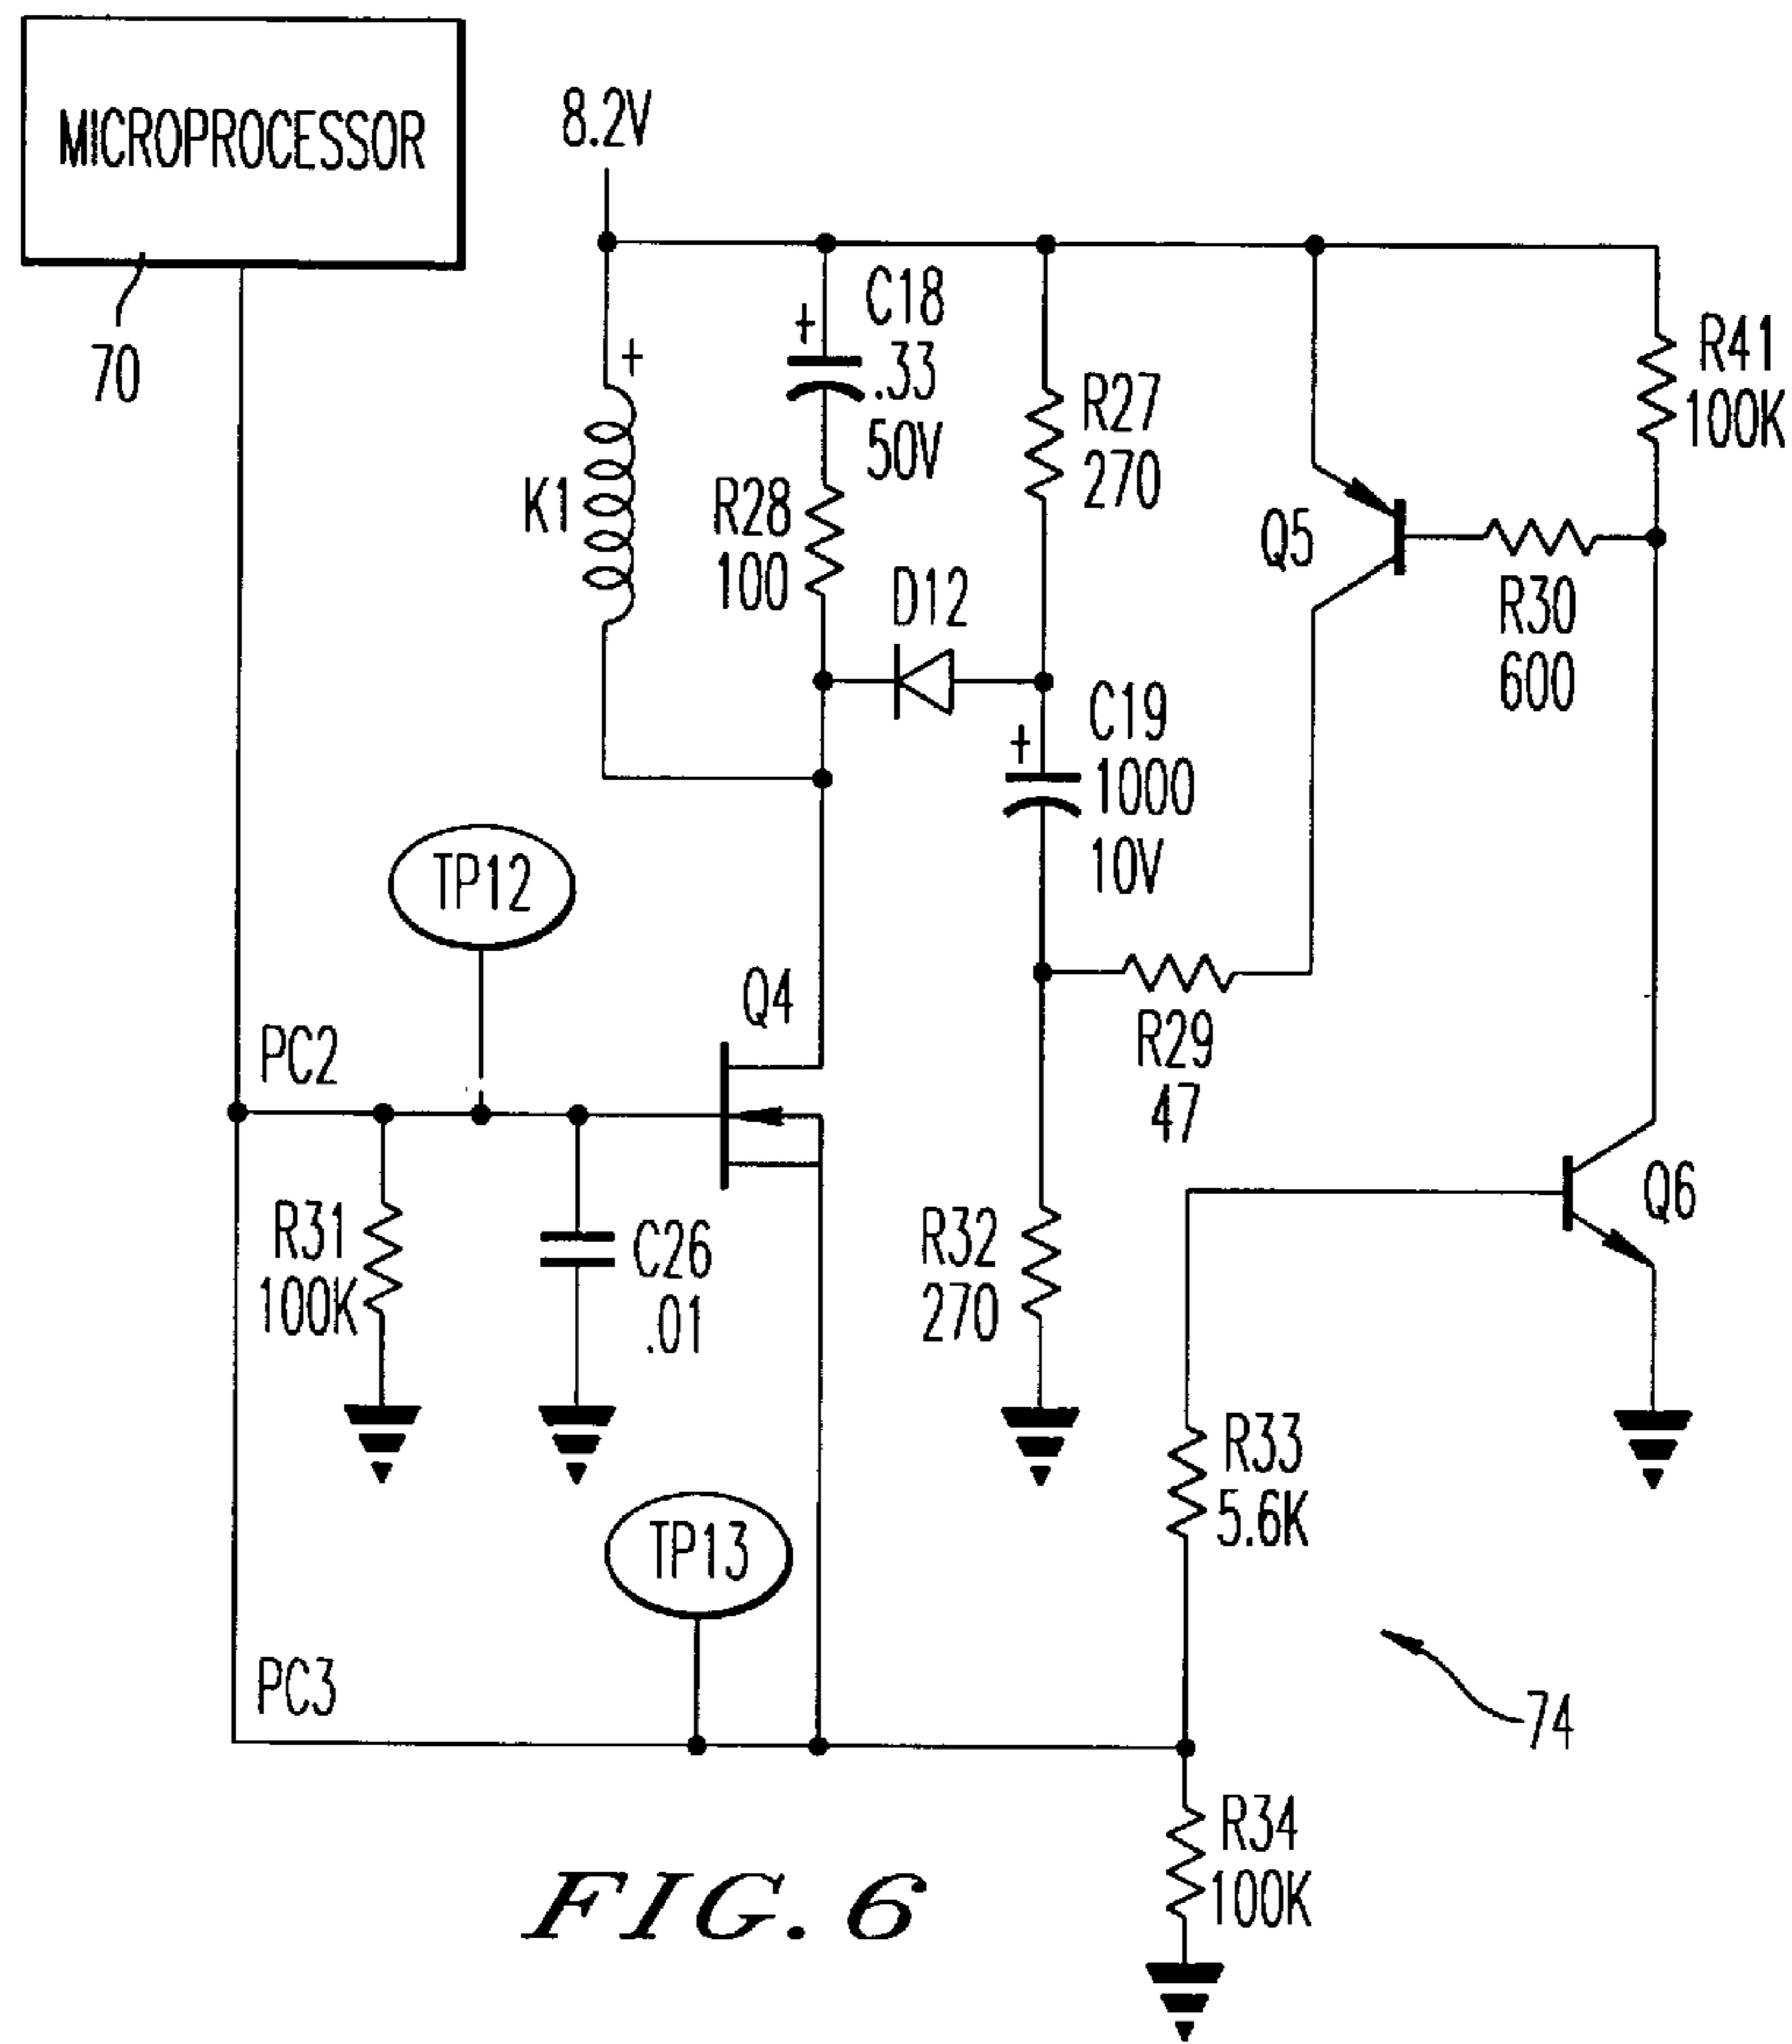 MICROPROCESSOR
70
8.2V
+
K1
+
C18
.33
50V
R28
100
D12
R27
270
+
C19
1000
10V
Q5
R41
100K
R30
600
TP12
Q4
PC2
R29
47
R31
100K
C26
.01
R32
270
Q6
R33
5.6K
TP13
PC3
74
R34
100K
FIG. 6